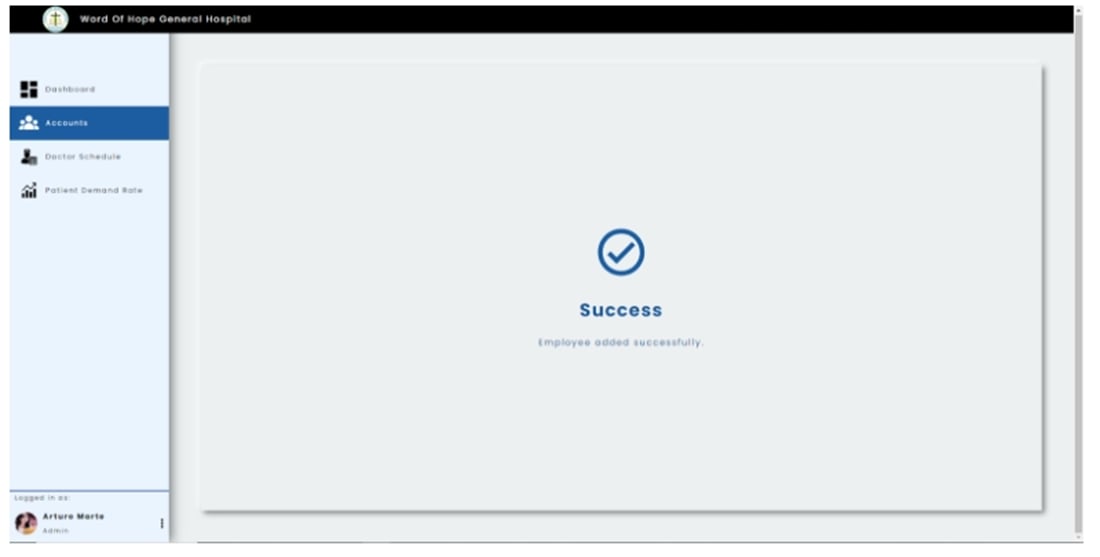 Word Of Hope General Hospital
Dashboard
Accounts
Doctor Schedule
Patient Demand Rate
Success
Employee added successfully.
Logged in as:
Arturo Marte
Admin